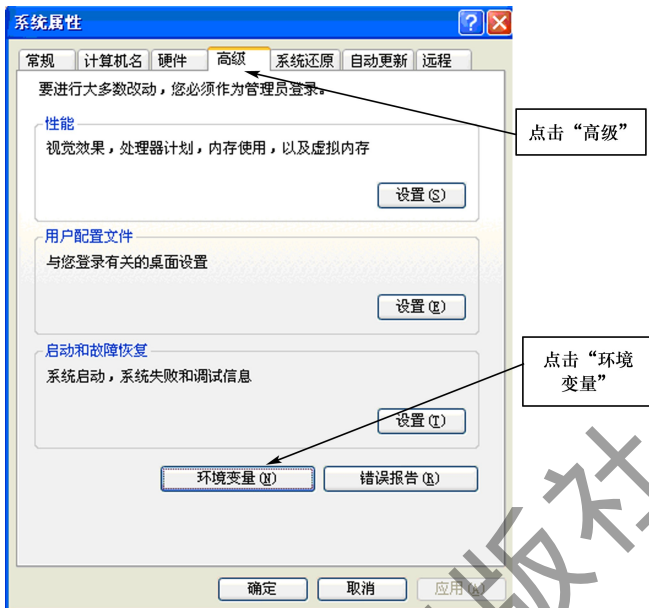 系统属性
常规 计算机名 硬件 高级 系统还原 自动更新 远程
要进行大多数改动，您必须作为管理员登录。
点击“高级”
性能
视觉效果，处理器计划，内存使用，以及虚拟内存
设置(S)
用户配置文件
与您登录有关的桌面设置
设置(E)
启动和故障恢复
系统启动，系统失败和调试信息
设置(T)
点击“环境
变量”
环境变量(N) 错误报告(R)
确定 取消 应用(A)
版社